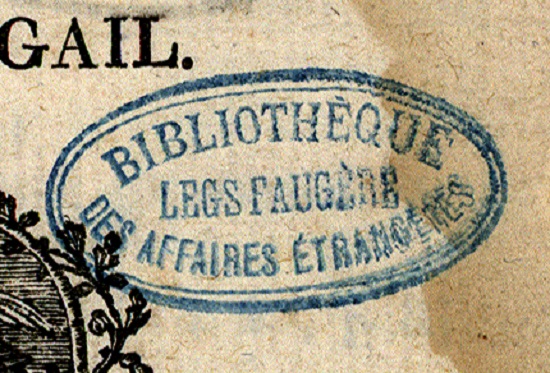 GAIL.
BIBLIOTHÈQUE
LEGS FAUGÈRE
DES AFFAIRES ÉTRANGÈRES